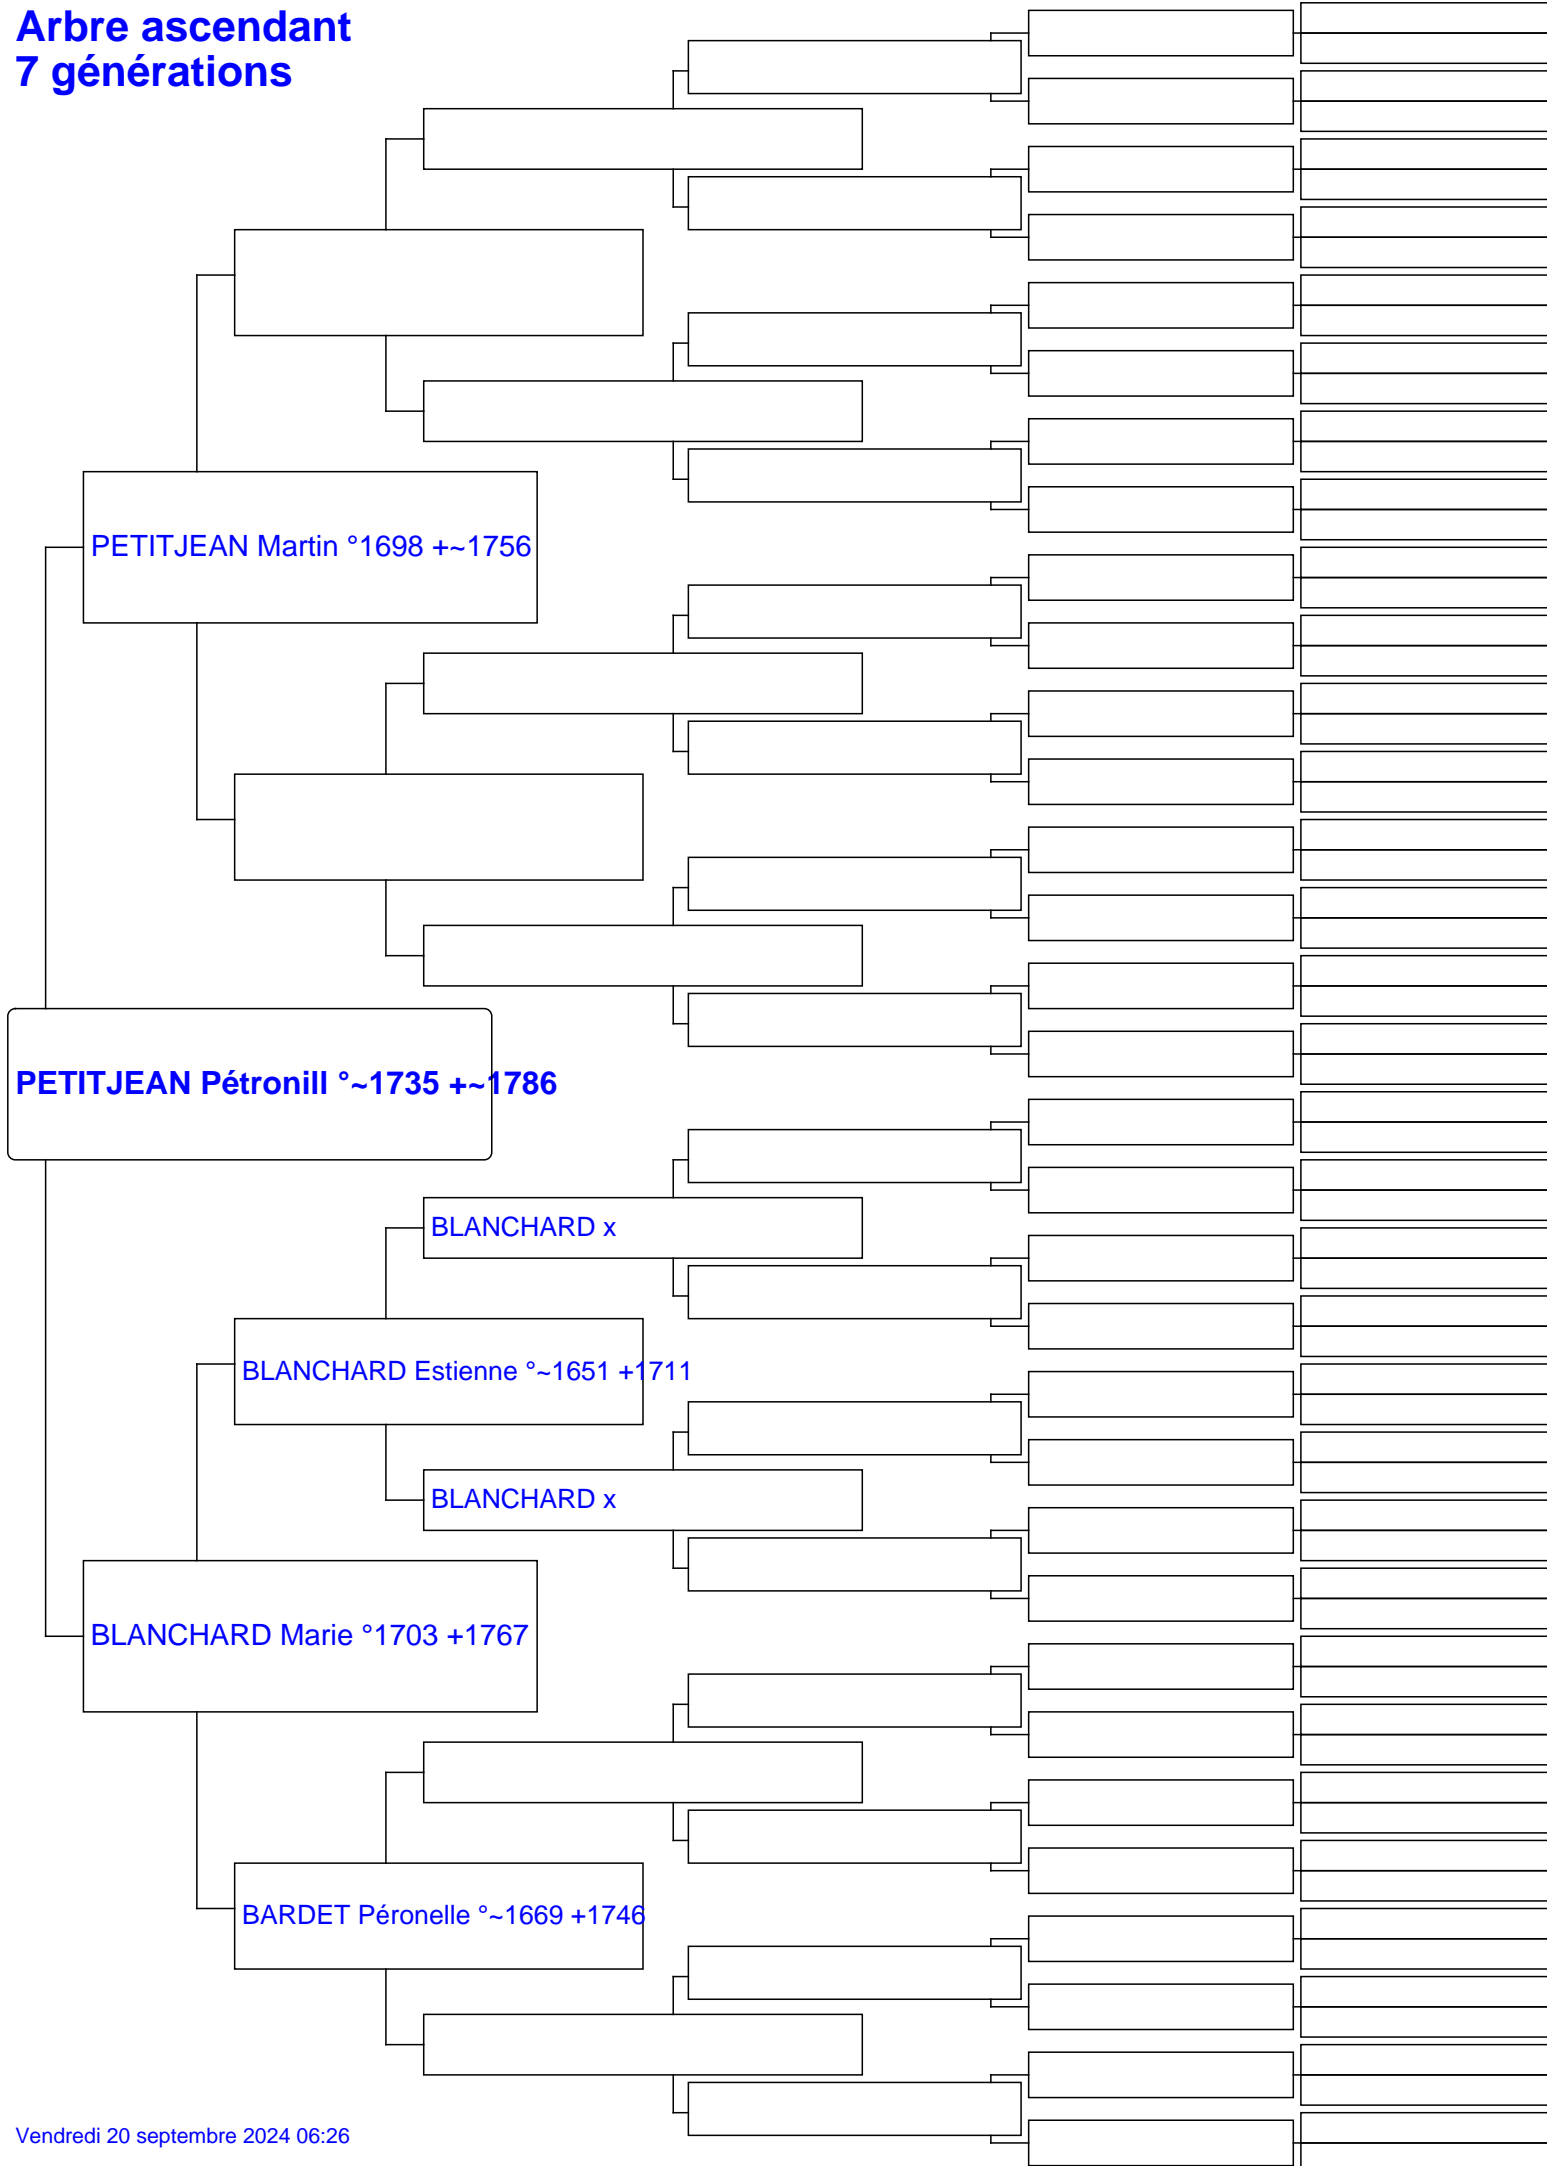 Arbre ascendant
7 générations
PETITJEAN Martin °1698 +~1756
PETITJEAN Pétronill °~1735 +~1786
BLANCHARD x
BLANCHARD Estienne °~1651 +1711
BLANCHARD x
BLANCHARD Marie °1703 +1767
BARDET Péronelle °~1669 +1746
Vendredi 20 septembre 2024 06:26